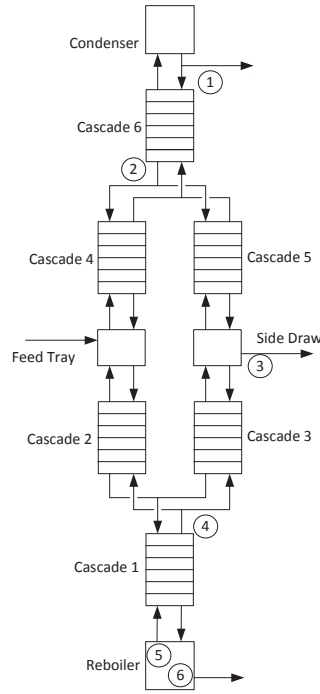 Condenser
1
Cascade 6
2
Cascade 4
Cascade 5
Feed Tray
Side Draw
3
Cascade 2
Cascade 3
4
Cascade 1
5
Reboiler
6